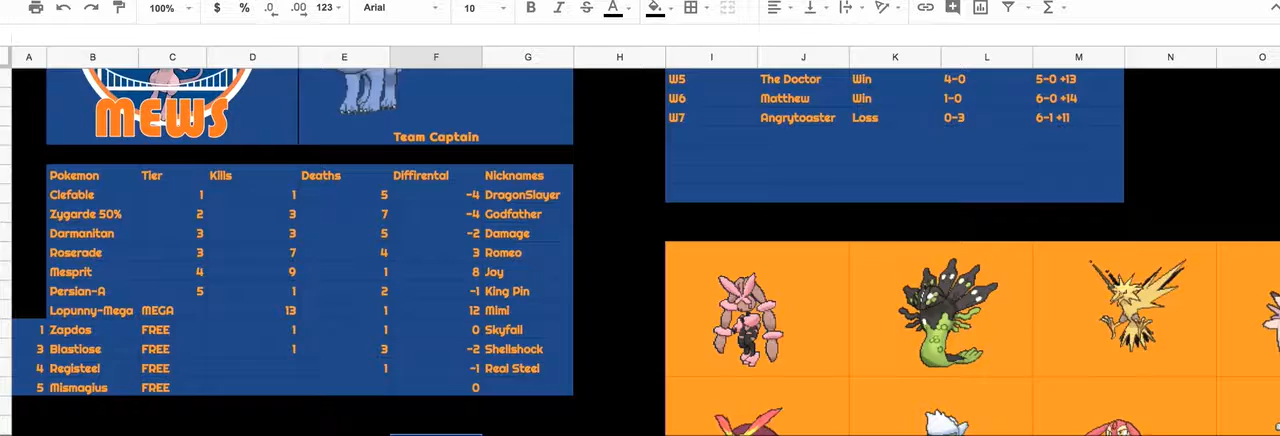 100% $ % .0 .00 123 Arial 10 B I S A
A B C D E F G H I J K L M N O
MEWS
Team Captain
W5 The Doctor Win 4-0 5-0 +13
W6 Matthew Win 1-0 6-0 +14
W7 Angrytoaster Loss 0-3 6-1 +11
Pokemon Tier Kills Deaths Diffirental Nicknames
Clefable 1 1 5 -4 DragonSlayer
Zygarde 50% 2 3 7 -4 Godfather
Darmanitan 3 3 5 -2 Damage
Roserade 3 7 4 3 Romeo
Mesprit 4 9 1 8 Joy
Persian-A 5 1 2 -1 King Pin
Lopunny-Mega MEGA 13 1 12 Mimi
1 Zapdos FREE 1 1 0 Skyfall
3 Blastiose FREE 1 3 -2 Shellshock
4 Registeel FREE 1 -1 Real Steel
5 Mismagius FREE 0